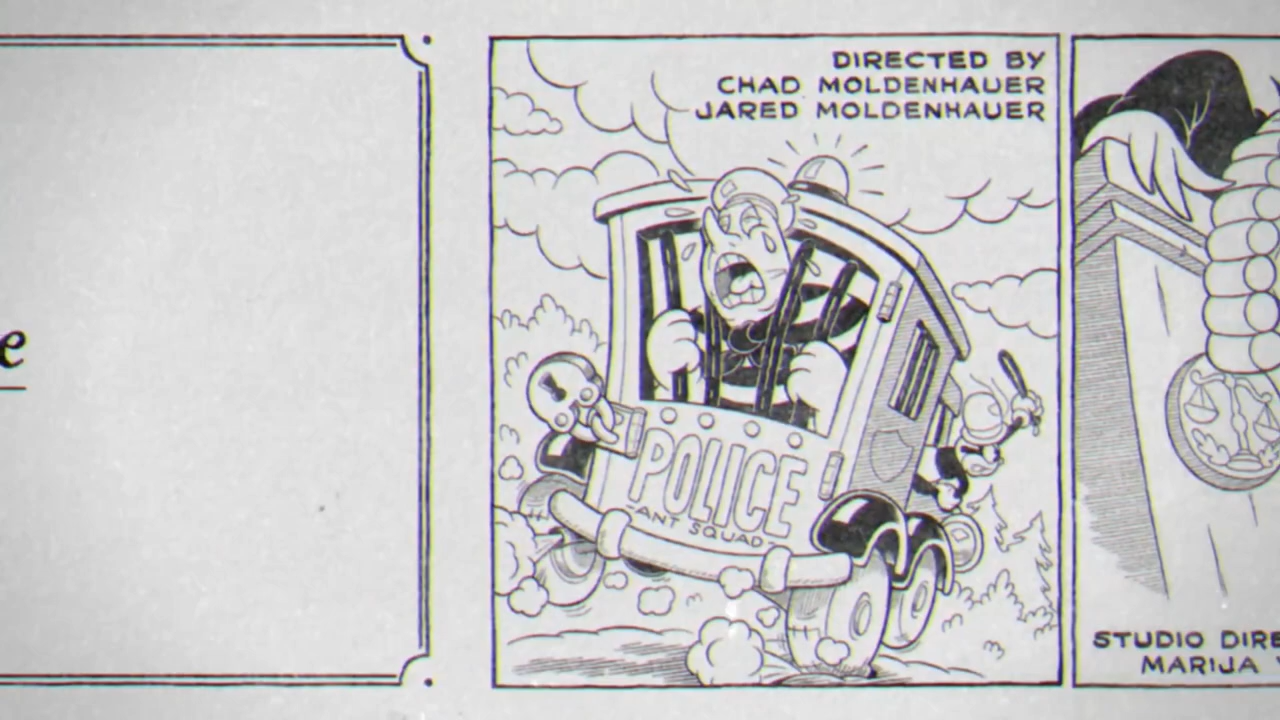 DIRECTED BY
CHAD MOLDENHAUER
JARED MOLDENHAUER
POLICE
-ANT SQUAD-
STUDIO DIRE
MARIJA